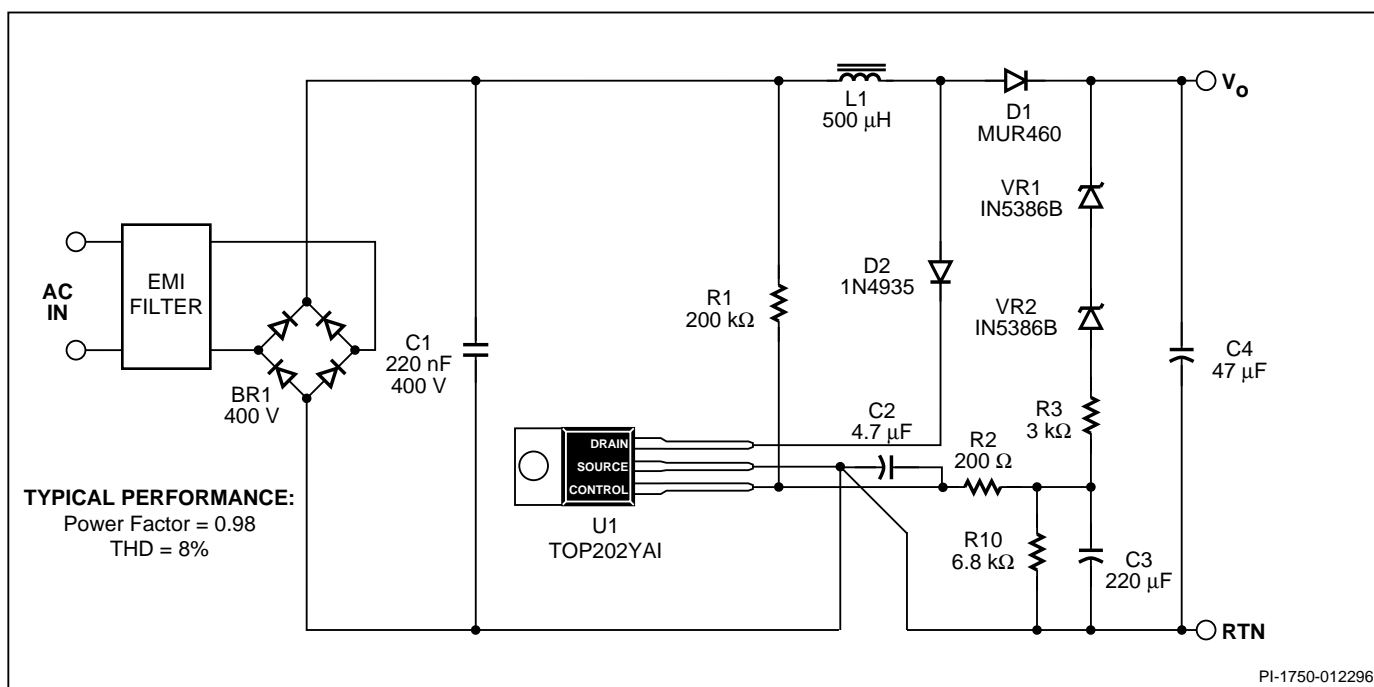 V₀
L1
500 µH
D1
MUR460
VR1
IN5386B
EMI
FILTER
AC
IN
D2
1N4935
R1
200 kΩ
VR2
IN5386B
C1
220 nF
400 V
C4
47 µF
BR1
400 V
C2
4.7 µF
R3
3 kΩ
R2
200 Ω
DRAIN
SOURCE
CONTROL
TYPICAL PERFORMANCE:
Power Factor = 0.98
THD = 8%
U1
TOP202YAI
R10
6.8 kΩ
C3
220 µF
RTN
PI-1750-012296